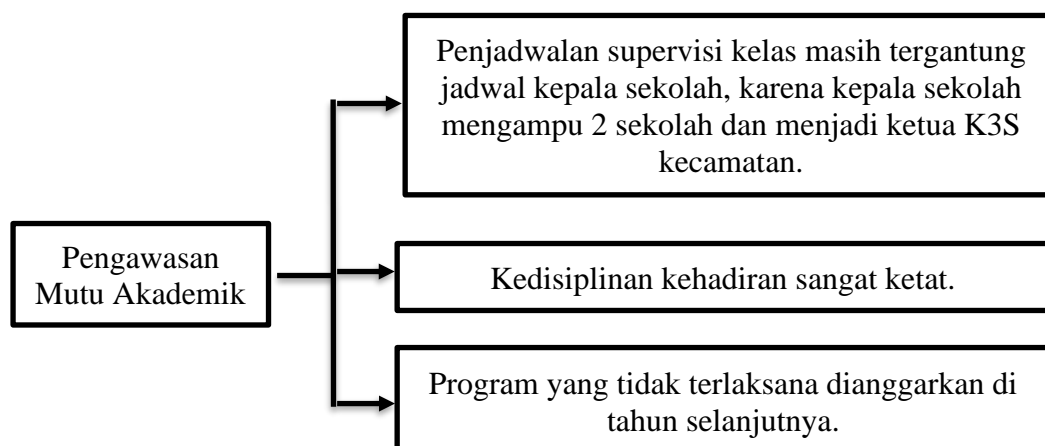 Penjadwalan supervisi kelas masih tergantung
jadwal kepala sekolah, karena kepala sekolah
mengampu 2 sekolah dan menjadi ketua K3S
kecamatan.
Pengawasan
Mutu Akademik
Kedisiplinan kehadiran sangat ketat.
Program yang tidak terlaksana dianggarkan di
tahun selanjutnya.